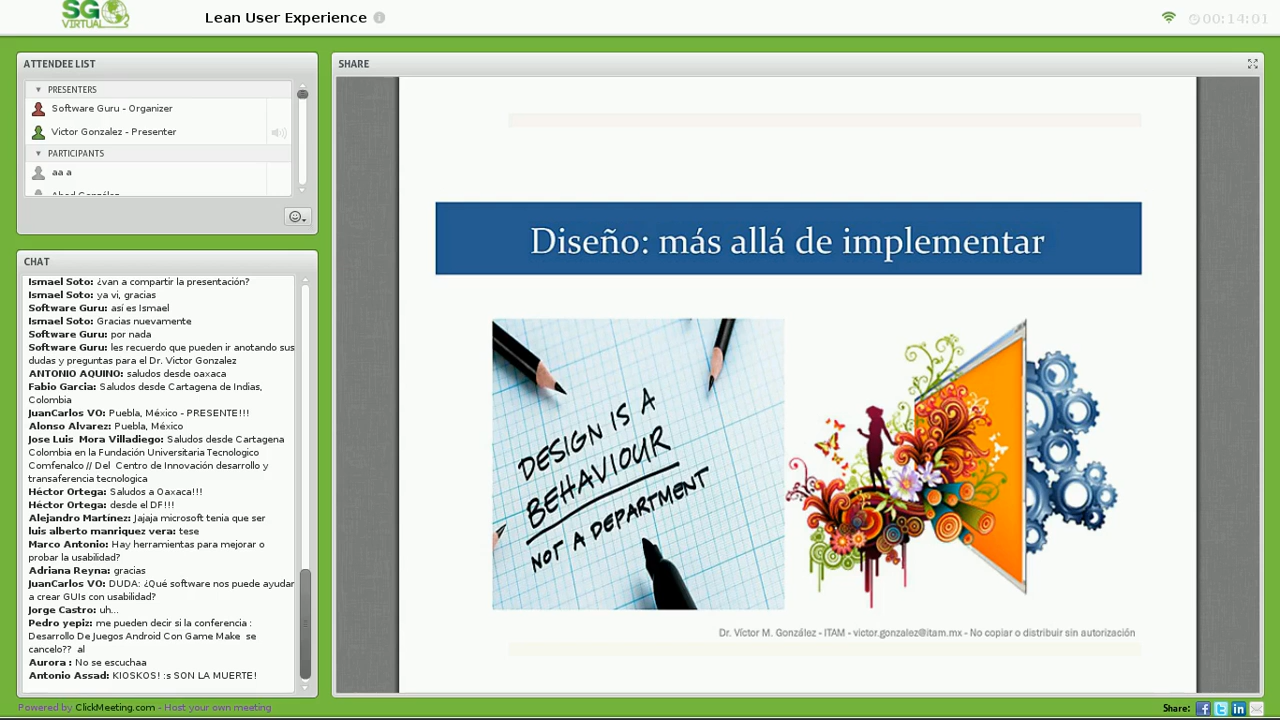 SG
VIRTUAL
Lean User Experience
00:14:01
ATTENDEE LIST
PRESENTERS
Software Guru - Organizer
Victor Gonzalez - Presenter
PARTICIPANTS
aa a
Abad González
CHAT
Ismael Soto: ¿van a compartir la presentación?
Ismael Soto: ya vi, gracias
Software Guru: así es Ismael
Ismael Soto: Gracias nuevamente
Software Guru: por nada
Software Guru: les recuerdo que pueden ir anotando sus
dudas y preguntas para el Dr. Victor Gonzalez
ANTONIO AQUINO: saludos desde oaxaca
Fabio Garcia: Saludos desde Cartagena de Indias,
Colombia
JuanCarlos VO: Puebla, México - PRESENTE!!!
Alonso Alvarez: Puebla, México
Jose Luis Mora Villadiego: Saludos desde Cartagena
Colombia en la Fundación Universitaria Tecnologico
Comfenalco // Del Centro de Innovación desarrollo y
transaferencia tecnologica
Héctor Ortega: Saludos a Oaxaca!!!
Héctor Ortega: desde el DF!!!
Alejandro Martínez: Jajaja microsoft tenia que ser
luis alberto manriquez vera: tese
Marco Antonio: Hay herramientas para mejorar o
probar la usabilidad?
Adriana Reyna: gracias
JuanCarlos VO: DUDA: ¿Qué software nos puede ayudar
a crear GUIs con usabilidad?
Jorge Castro: uh...
Pedro yepiz: me pueden decir si la conferencia :
Desarrollo De Juegos Android Con Game Make se
cancelo?? al
Aurora : No se escuchaa
Antonio Assad: KIOSKOS! :s SON LA MUERTE!
SHARE
Diseño: más allá de implementar
DESIGN IS A
BEHAVIOUR
NOT A DEPARTMENT
Dr. Víctor M. González - ITAM - victor.gonzalez@itam.mx - No copiar o distribuir sin autorización
Powered by ClickMeeting.com - Host your own meeting
Share: